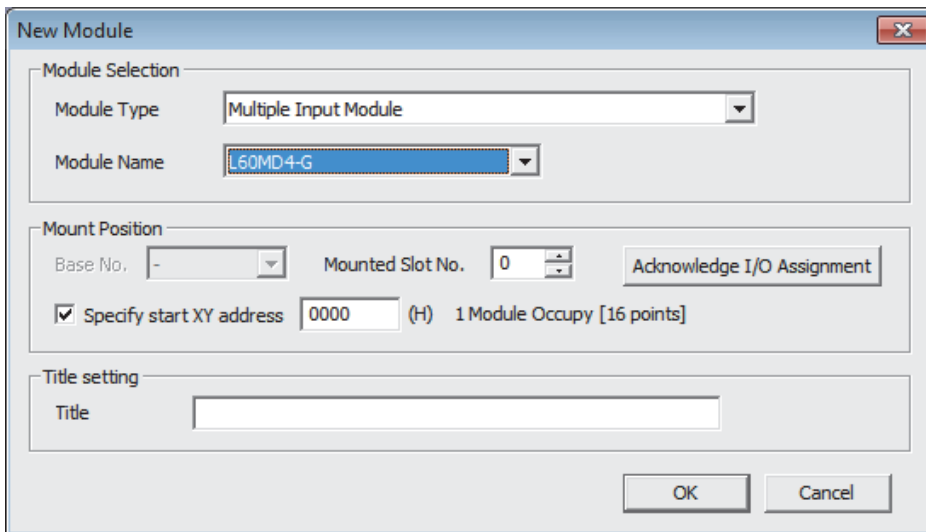 New Module
Module Selection
Module Type Multiple Input Module
Module Name L60MD4-G
Mount Position
Base No. - Mounted Slot No. 0 Acknowledge I/O Assignment
Specify start XY address 0000 (H) 1 Module Occupy [16 points]
Title setting
Title
OK Cancel